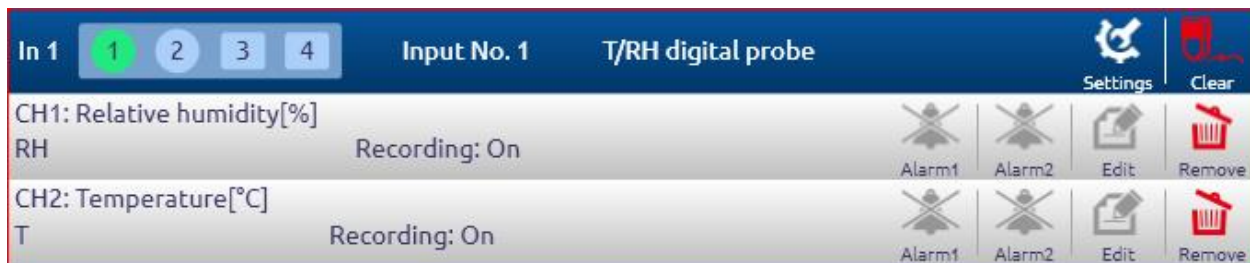 In 1 1 2 3 4 Input No. 1 T/RH digital probe
Settings Clear
CH1: Relative humidity[%]
RH Recording: On
Alarm1 Alarm2 Edit Remove
CH2: Temperature[°C]
T Recording: On
Alarm1 Alarm2 Edit Remove